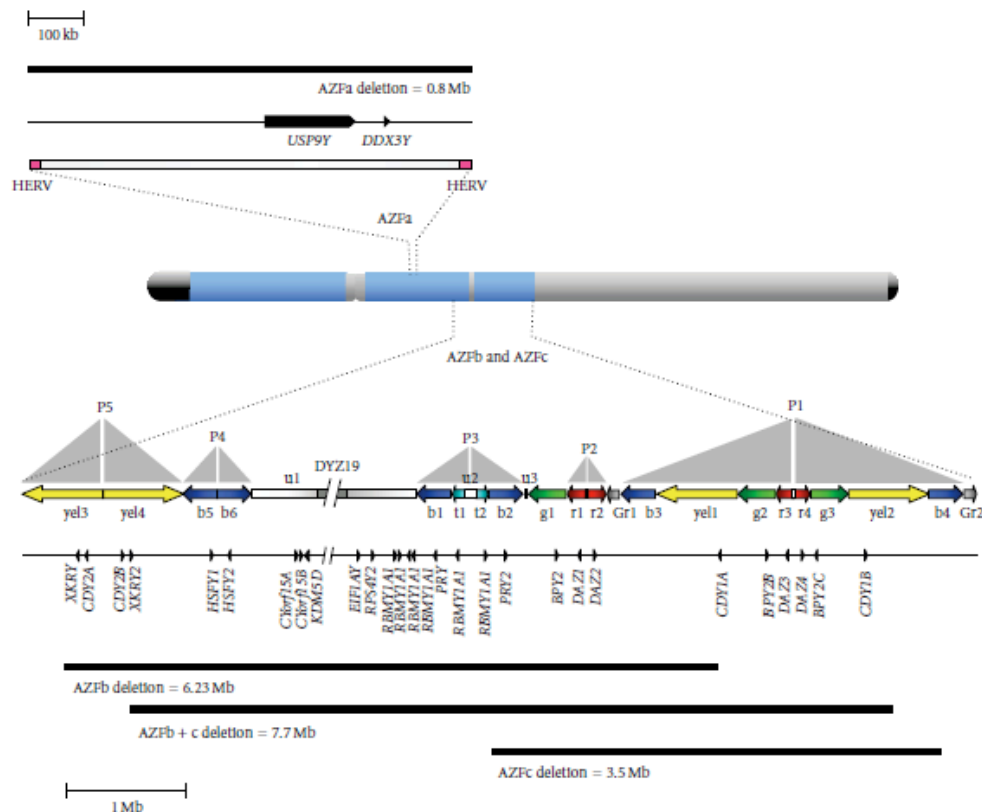 100 kb
AZFa deletion = 0.8 Mb
USP9Y DDX3Y
HERV HERV
AZFa
AZFb and AZFc
P5 P4 P3 P2 P1
u1 DYZ19 u2 u3
yel3 yel4 b5 b6 b1 t1 t2 b2 g1 r1 r2 Gr1 b3 yel1 g2 r3 r4 g3 yel2 b4 Gr2
XKRY CDY2A CDY2B XKRY2 HSFY1 HSFY2 CYorf15A CYorf15B KDM5D EIF1AY RPS4Y2 RBMY1A1 RBMY1A1 RBMY1A1 RBMY1A1 PRY RBMY1A1 RBMY1A1 PRY2 BPY2 DAZ1 DAZ2 CDY1A BPY2B DAZ3 DAZ4 BPY2C CDY1B
AZFb deletion = 6.23 Mb
AZFb + c deletion = 7.7 Mb
AZFc deletion = 3.5 Mb
1 Mb